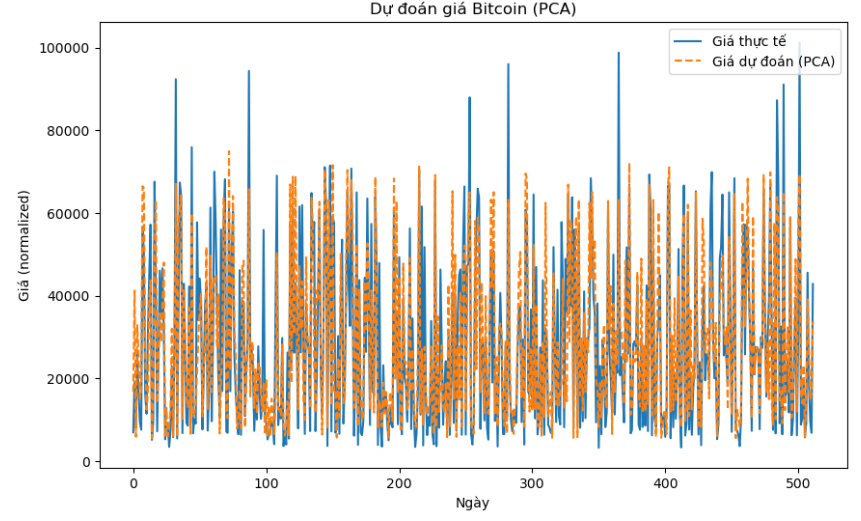 Dự đoán giá Bitcoin (PCA)
Giá thực tế
Giá dự đoán (PCA)
Giá (normalized)
100000
80000
60000
40000
20000
0
0
100
200
300
400
500
Ngày